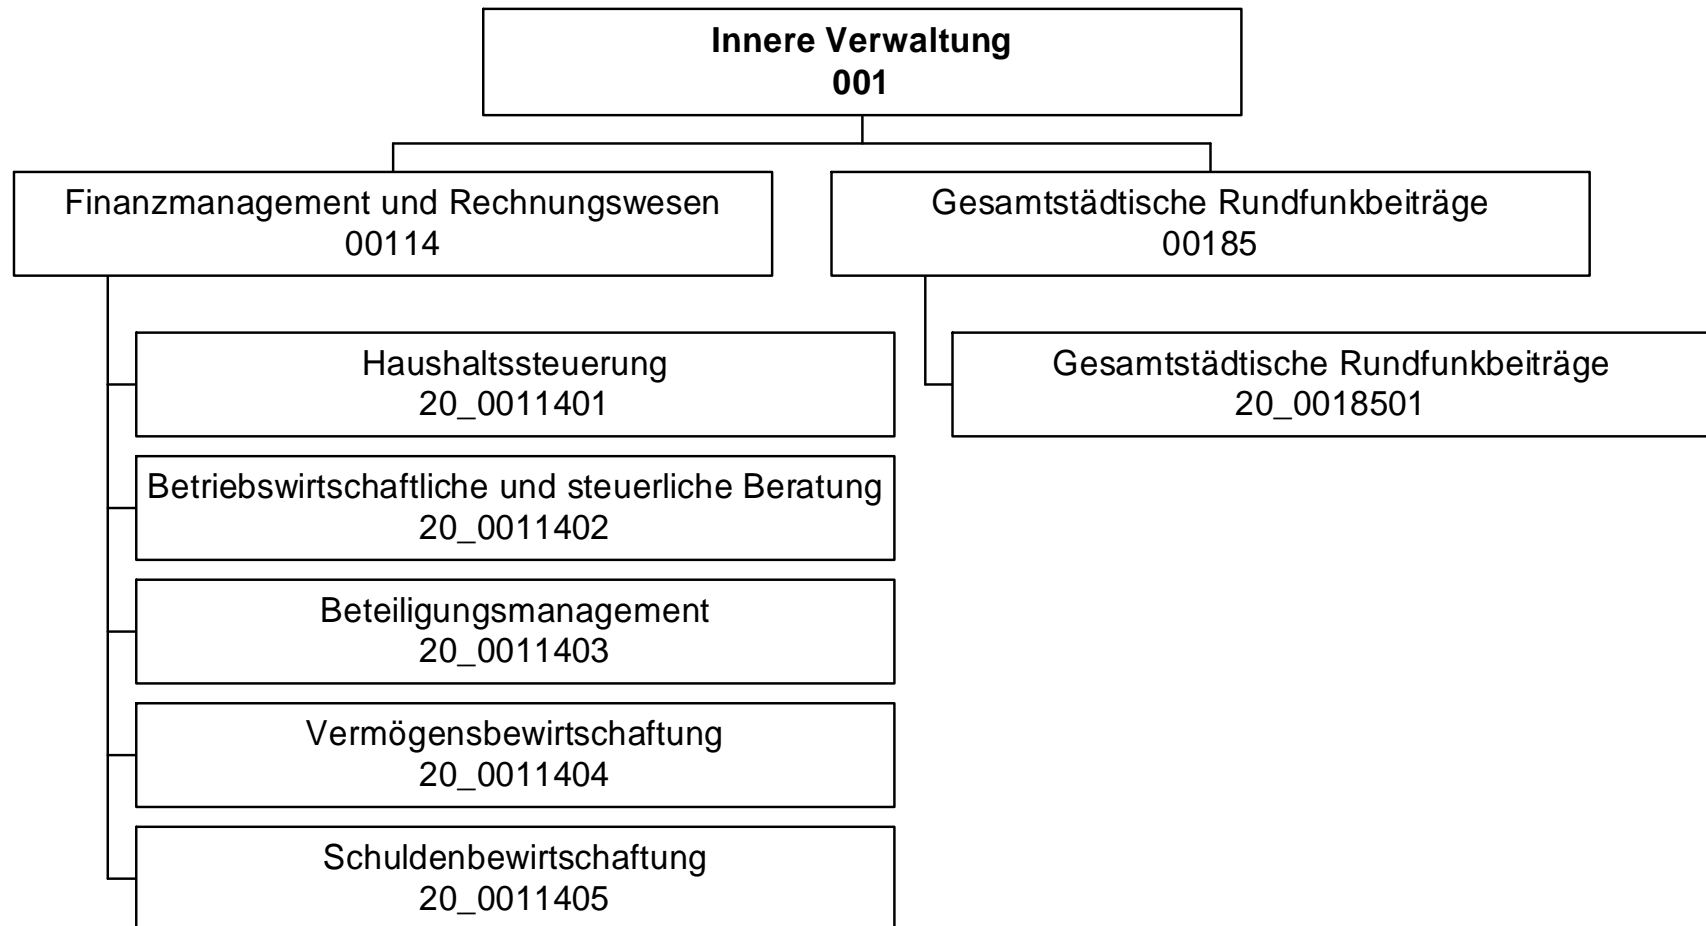 Innere Verwaltung
001
Finanzmanagement und Rechnungswesen
00114
Gesamtstädtische Rundfunkbeiträge
00185
Haushaltssteuerung
20_0011401
Gesamtstädtische Rundfunkbeiträge
20_0018501
Betriebswirtschaftliche und steuerliche Beratung
20_0011402
Beteiligungsmanagement
20_0011403
Vermögensbewirtschaftung
20_0011404
Schuldenbewirtschaftung
20_0011405